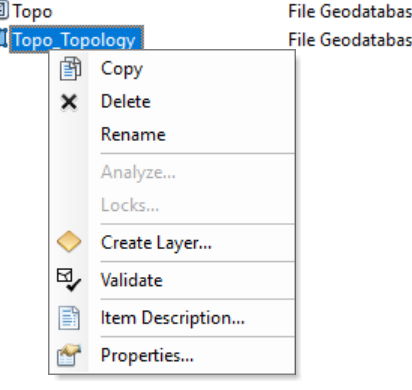 Topo File Geodatabas
Topo_Topology File Geodatabas
Copy
Delete
Rename
Analyze...
Locks...
Create Layer...
Validate
Item Description...
Properties...